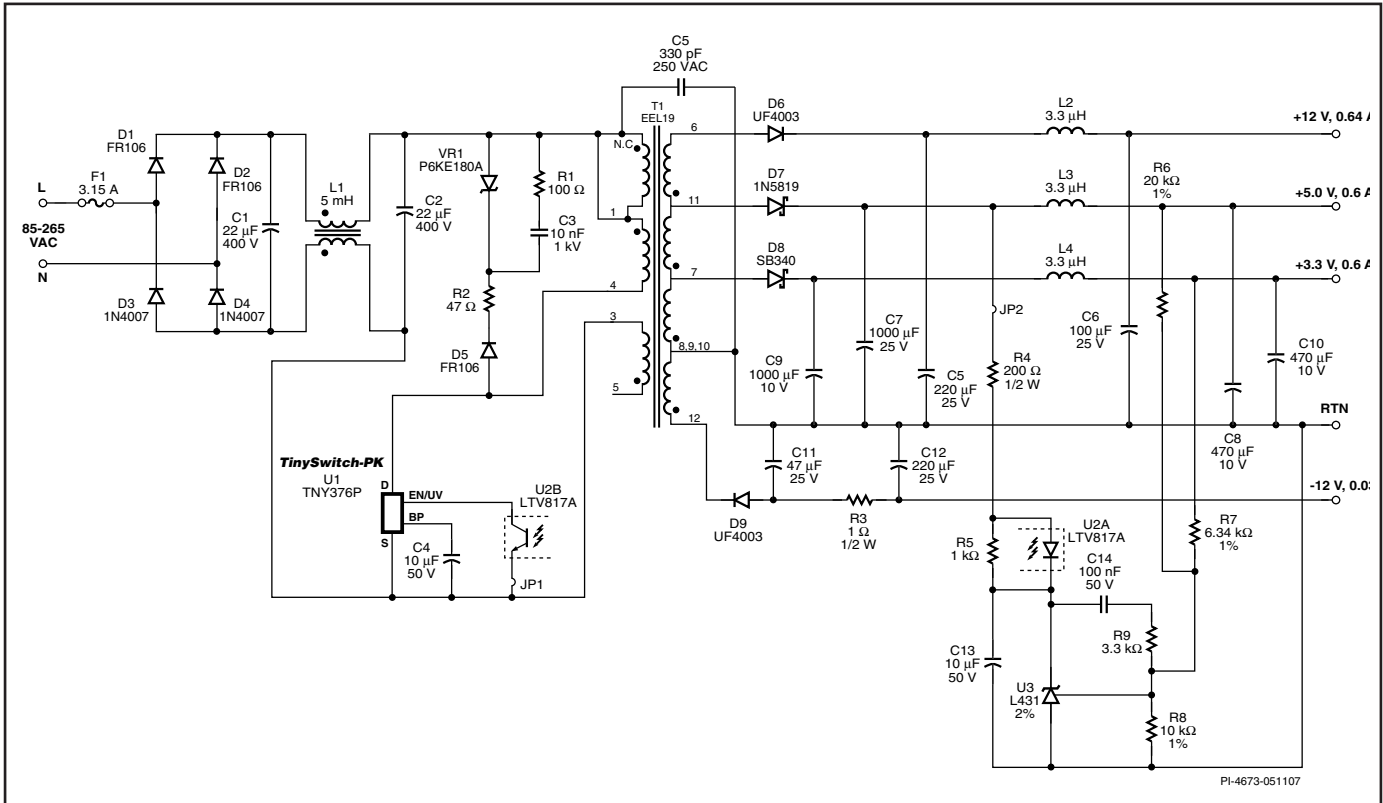 C5
330 pF
250 VAC
T1
EEL19
N.C
6
11
7
8,9,10
12
1
4
3
5
D6
UF4003
D7
1N5819
D8
SB340
L2
3.3 µH
L3
3.3 µH
L4
3.3 µH
+12 V, 0.64
+5.0 V, 0.6
+3.3 V, 0.6
RTN
-12 V, 0.0
D1
FR106
D2
FR106
F1
3.15 A
L
85-265
VAC
N
C1
22 µF
400 V
L1
5 mH
C2
22 µF
400 V
VR1
P6KE180A
R1
100 Ω
C3
10 nF
1 kV
R2
47 Ω
D5
FR106
D3
1N4007
D4
1N4007
R6
20 kΩ
1%
JP2
R4
200 Ω
1/2 W
C6
100 µF
25 V
C7
1000 µF
25 V
C9
1000 µF
10 V
C5
220 µF
25 V
C10
470 µF
10 V
C8
470 µF
10 V
C11
47 µF
25 V
C12
220 µF
25 V
D9
UF4003
R3
1 Ω
1/2 W
TinySwitch-PK
U1
TNY376P
D
EN/UV
BP
S
C4
10 µF
50 V
U2B
LTV817A
JP1
R5
1 kΩ
U2A
LTV817A
C14
100 nF
50 V
R7
6.34 kΩ
1%
R9
3.3 kΩ
C13
10 µF
50 V
U3
L431
2%
R8
10 kΩ
1%
PI-4673-051107